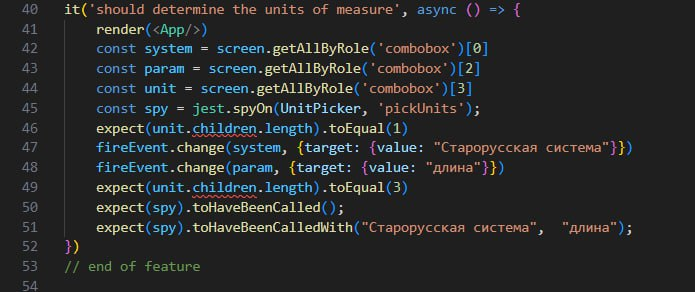 40 it('should determine the units of measure', async () => {
41 render(<App/>)
42 const system = screen.getAllByRole('combobox')[0]
43 const param = screen.getAllByRole('combobox')[2]
44 const unit = screen.getAllByRole('combobox')[3]
45 const spy = jest.spyOn(UnitPicker, 'pickUnits');
46 expect(unit.children.length).toEqual(1)
47 fireEvent.change(system, {target: {value: "Старорусская система"}})
48 fireEvent.change(param, {target: {value: "длина"}})
49 expect(unit.children.length).toEqual(3)
50 expect(spy).toHaveBeenCalled();
51 expect(spy).toHaveBeenCalledWith("Старорусская система",  "длина");
52 })
53 // end of feature
54